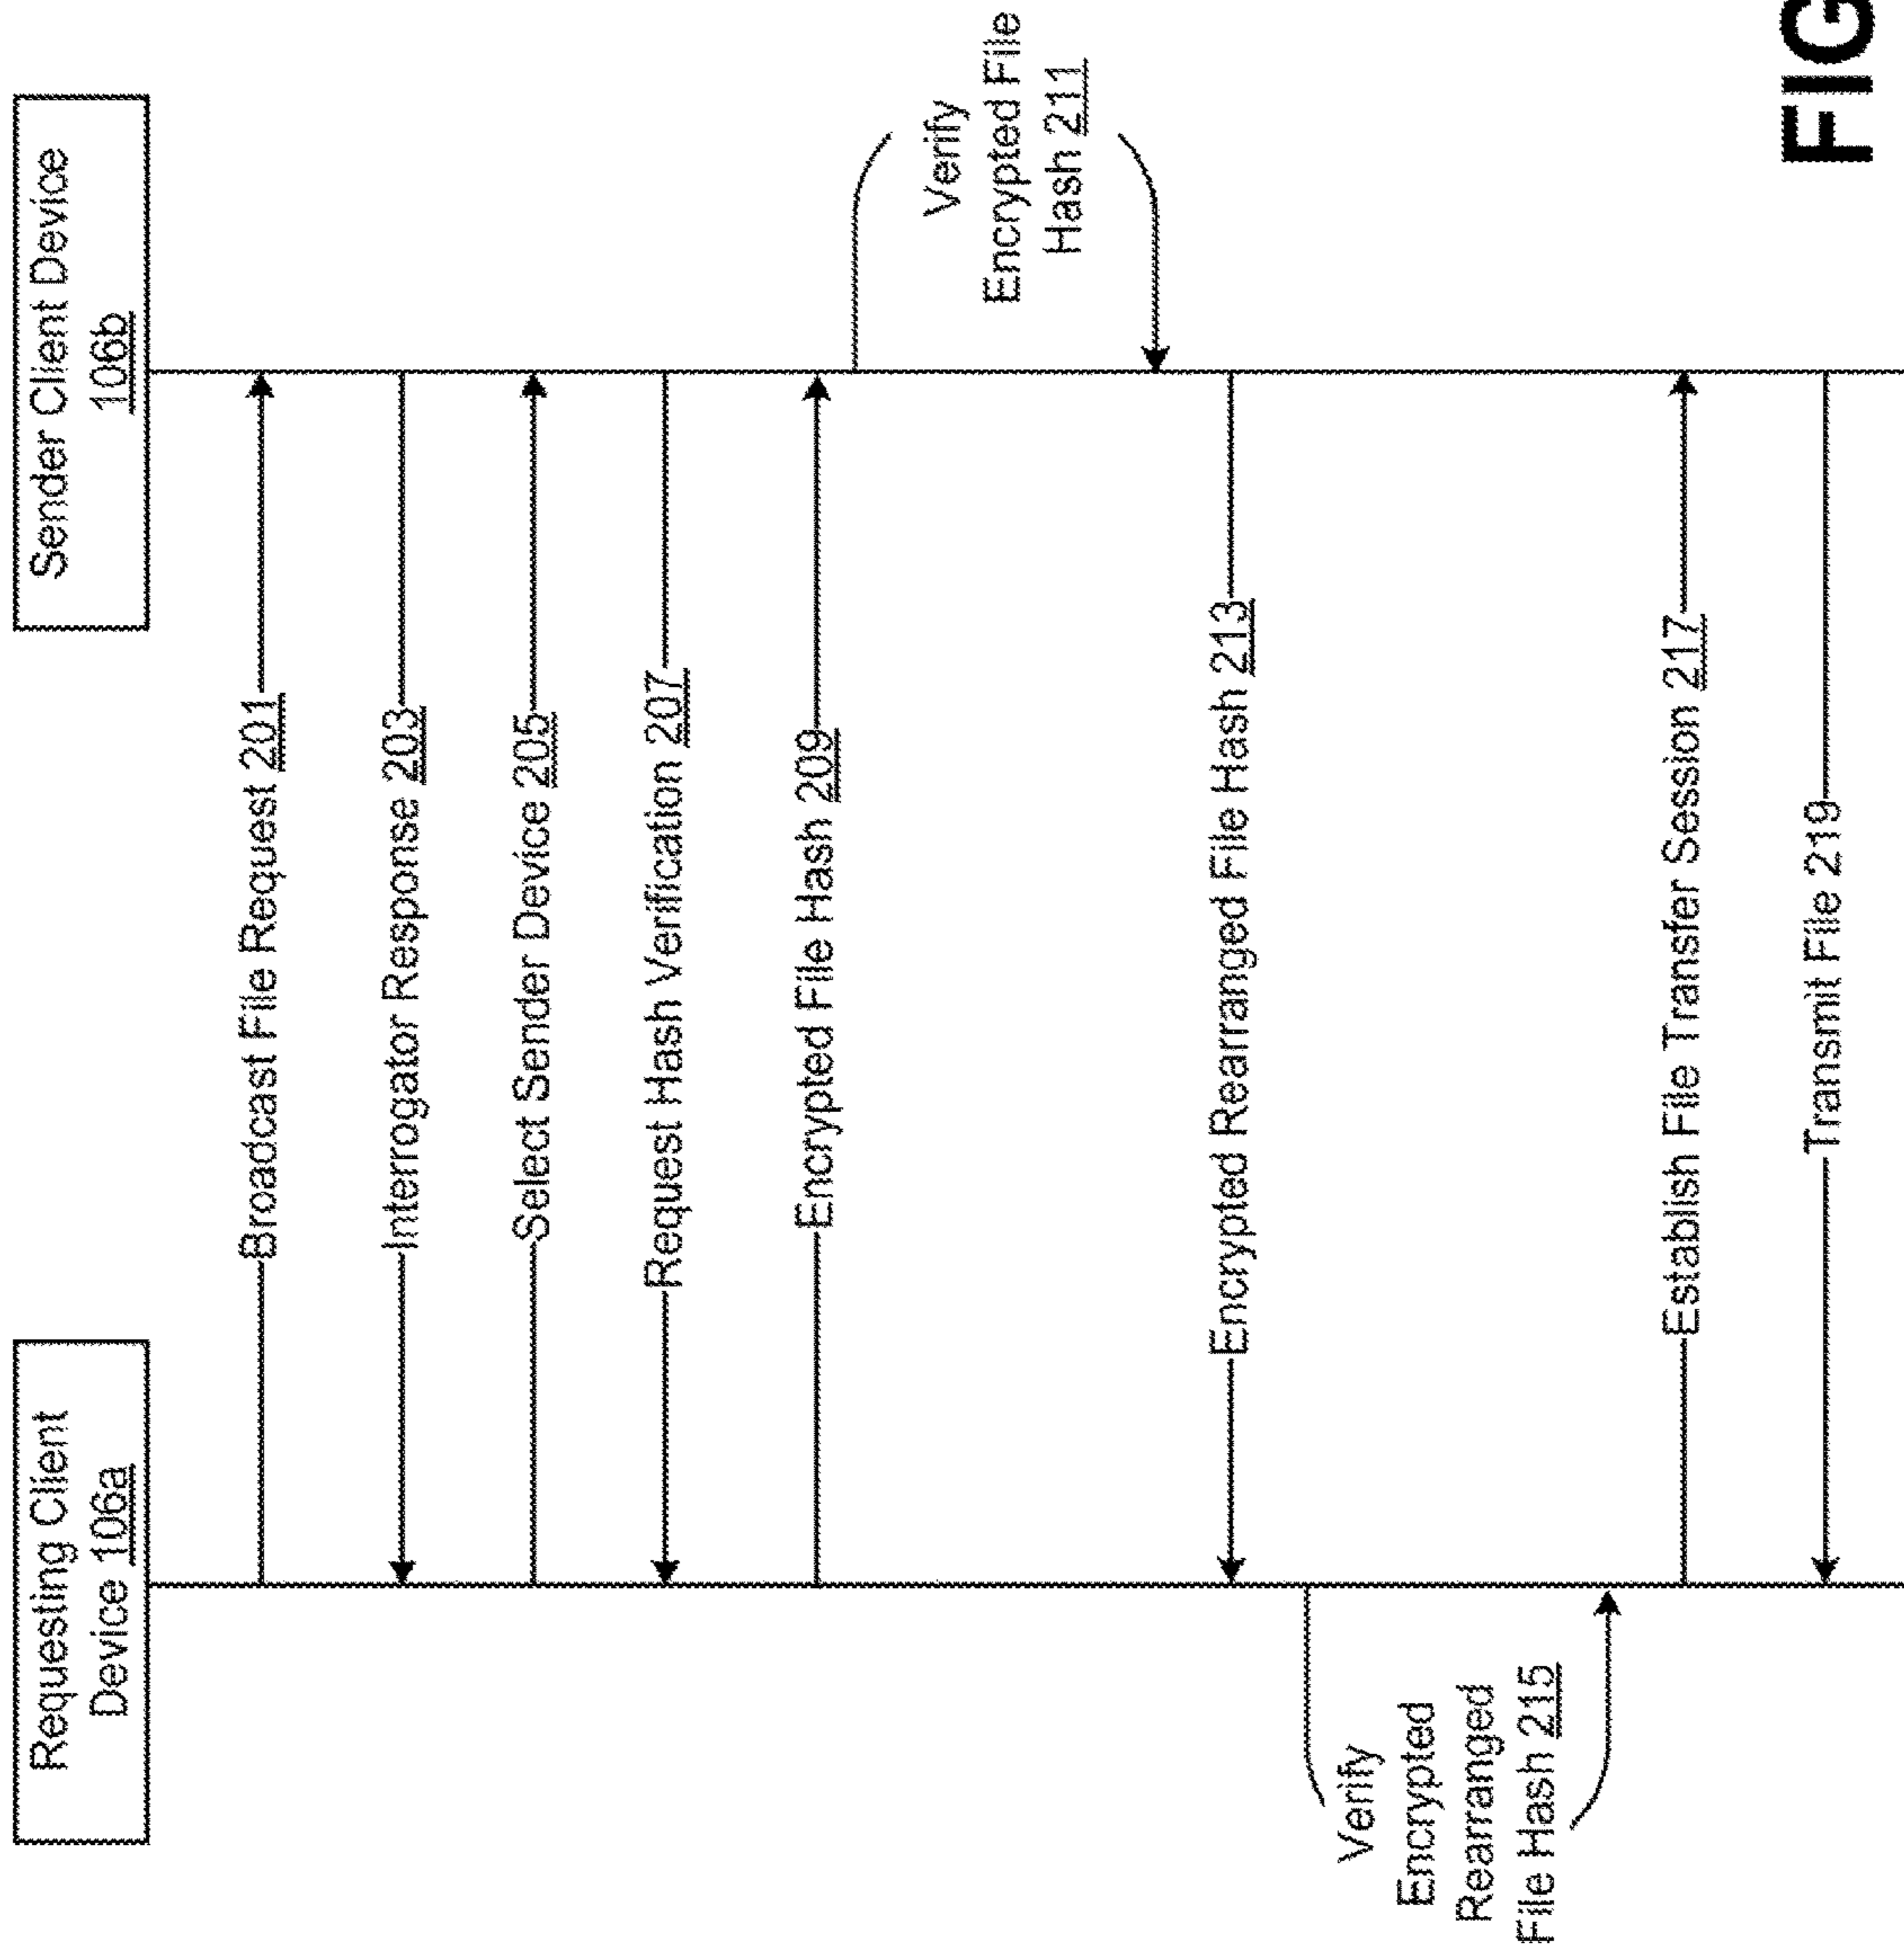 Requesting Client
Device 106a
Sender Client Device
106b
Broadcast File Request 201
Interrogator Response 203
Select Sender Device 205
Request Hash Verification 207
Encrypted File Hash 209
Verify
Encrypted File
Hash 211
Encrypted Rearranged File Hash 213
Verify
Encrypted
Rearranged
File Hash 215
Establish File Transfer Session 217
Transmit File 219
FIG